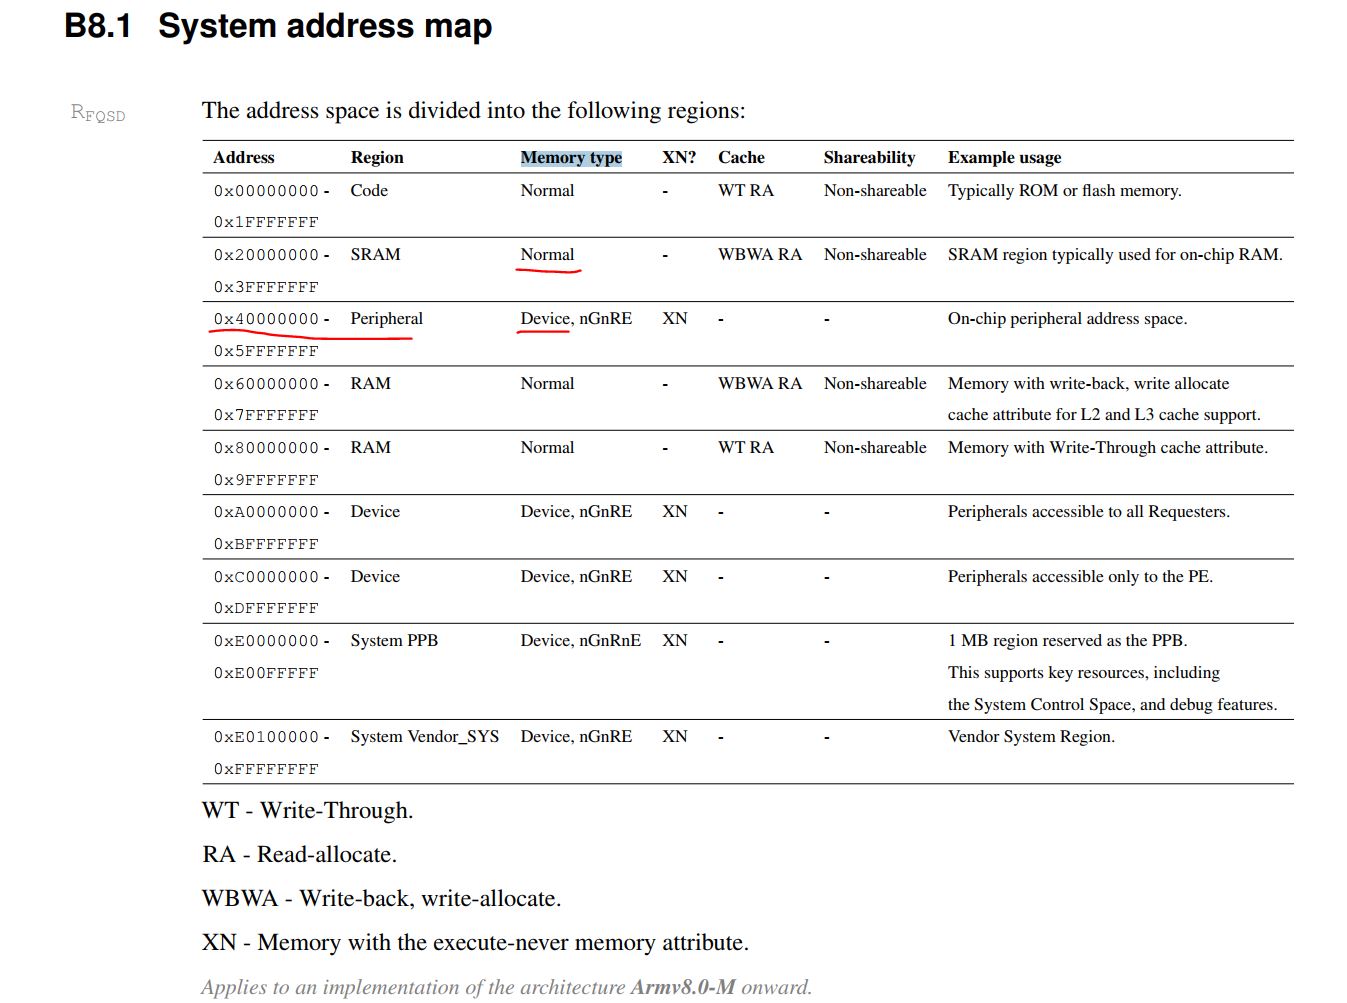 B8.1 System address map
R_FQSD The address space is divided into the following regions:
Address Region Memory type XN? Cache Shareability Example usage
0x00000000 - Code Normal - WT RA Non-shareable Typically ROM or flash memory.
0x1FFFFFFF
0x20000000 - SRAM Normal - WBWA RA Non-shareable SRAM region typically used for on-chip RAM.
0x3FFFFFFF
0x40000000 - Peripheral Device, nGnRE XN - - On-chip peripheral address space.
0x5FFFFFFF
0x60000000 - RAM Normal - WBWA RA Non-shareable Memory with write-back, write allocate
0x7FFFFFFF cache attribute for L2 and L3 cache support.
0x80000000 - RAM Normal - WT RA Non-shareable Memory with Write-Through cache attribute.
0x9FFFFFFF
0xA0000000 - Device Device, nGnRE XN - - Peripherals accessible to all Requesters.
0xBFFFFFFF
0xC0000000 - Device Device, nGnRE XN - - Peripherals accessible only to the PE.
0xDFFFFFFF
0xE0000000 - System PPB Device, nGnRnE XN - - 1 MB region reserved as the PPB.
0xE00FFFFF This supports key resources, including
the System Control Space, and debug features.
0xE0100000 - System Vendor_SYS Device, nGnRE XN - - Vendor System Region.
0xFFFFFFFF
WT - Write-Through.
RA - Read-allocate.
WBWA - Write-back, write-allocate.
XN - Memory with the execute-never memory attribute.
Applies to an implementation of the architecture Armv8.0-M onward.